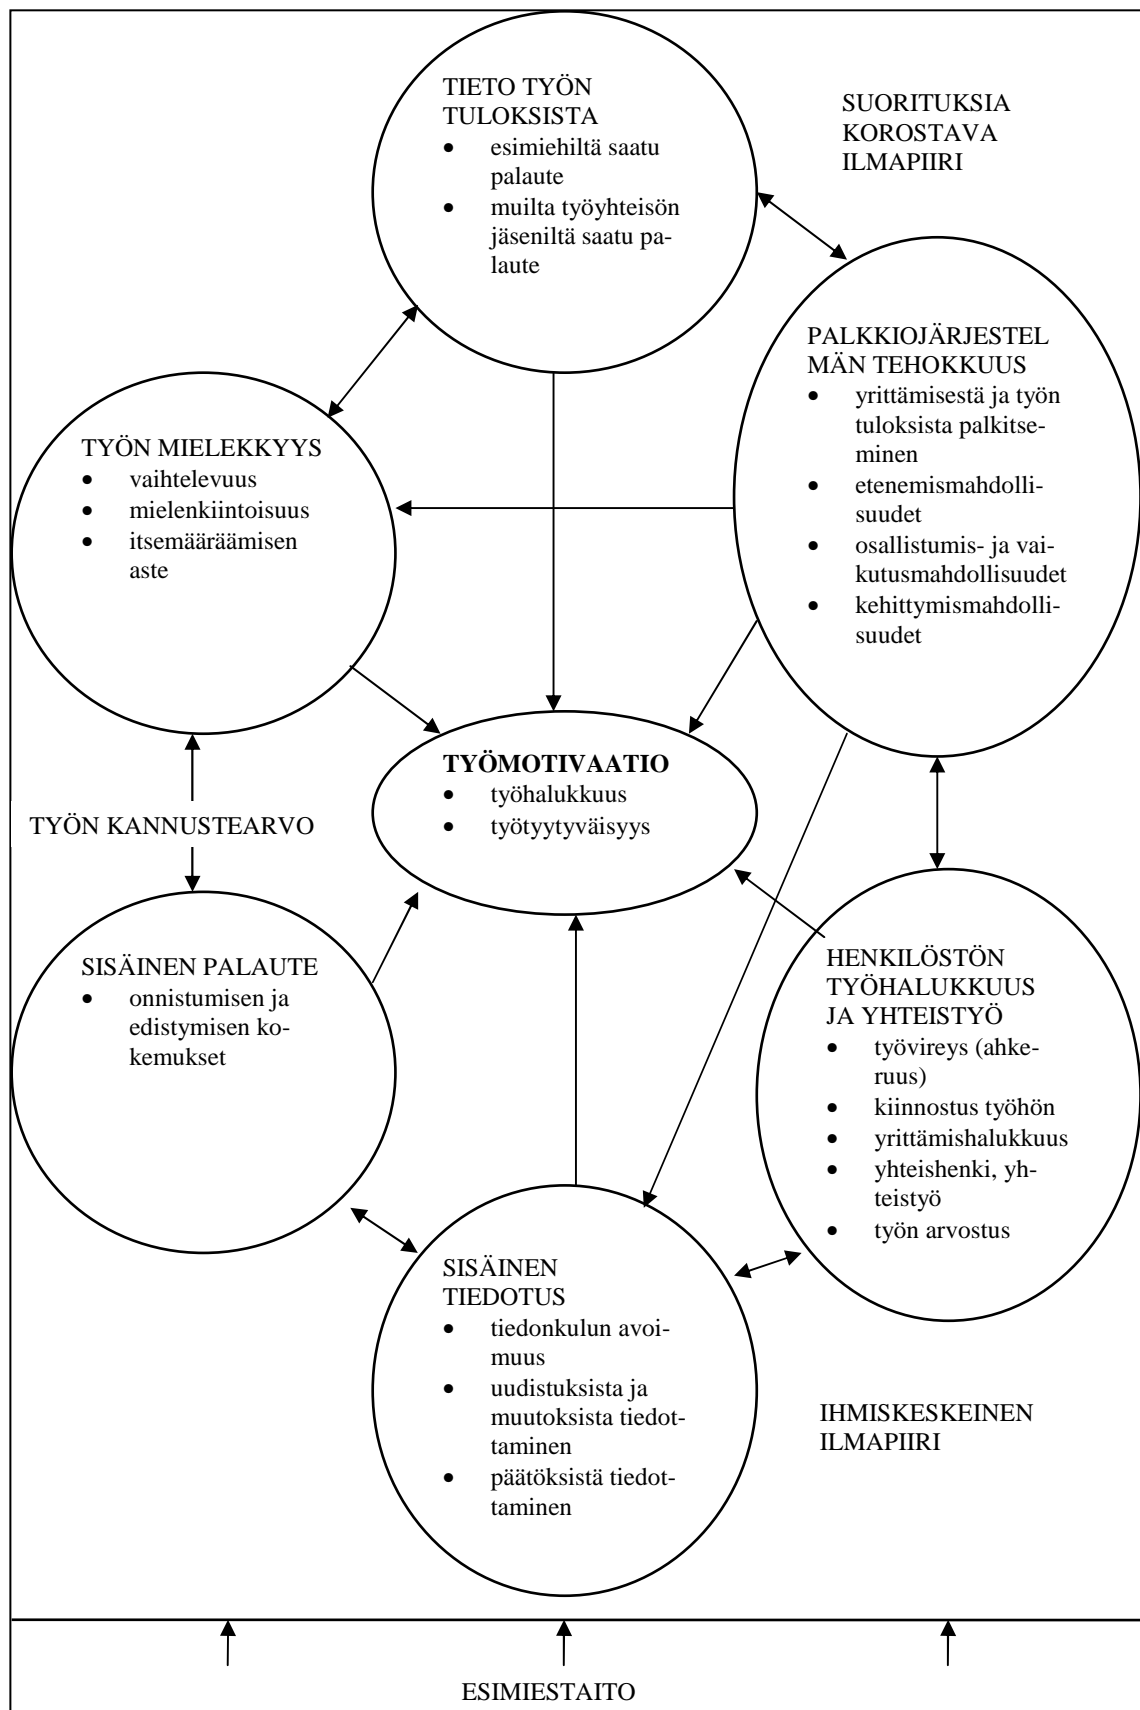 TIETO TYÖN
TULOKSISTA
• esimiehiltä saatu
palaute
• muilta työyhteisön
jäseniltä saatu pa-
laute
SUORITUKSIA
KOROSTAVA
ILMAPIIRI
PALKKIOJÄRJESTEL
MÄN TEHOKKUUS
• yrittämisestä ja työn
tuloksista palkitse-
minen
• etenemismahdolli-
suudet
• osallistumis- ja vai-
kutusmahdollisuudet
• kehittymismahdolli-
suudet
TYÖN MIELEKKYYS
• vaihtelevuus
• mielenkiintoisuus
• itsemääräämisen
aste
TYÖMOTIVAATIO
• työhalukkuus
• työtyytyväisyys
TYÖN KANNUSTEARVO
SISÄINEN PALAUTE
• onnistumisen ja
edistymisen ko-
kemukset
HENKILÖSTÖN
TYÖHALUKKUUS
JA YHTEISTYÖ
• työvireys (ahke-
ruus)
• kiinnostus työhön
• yrittämishalukkuus
• yhteishenki, yh-
teistyö
• työn arvostus
SISÄINEN
TIEDOTUS
• tiedonkulun avoi-
muus
• uudistuksista ja
muutoksista tiedot-
taminen
• päätöksistä tiedot-
taminen
IHMISKESKEINEN
ILMAPIIRI
ESIMIESTAITO